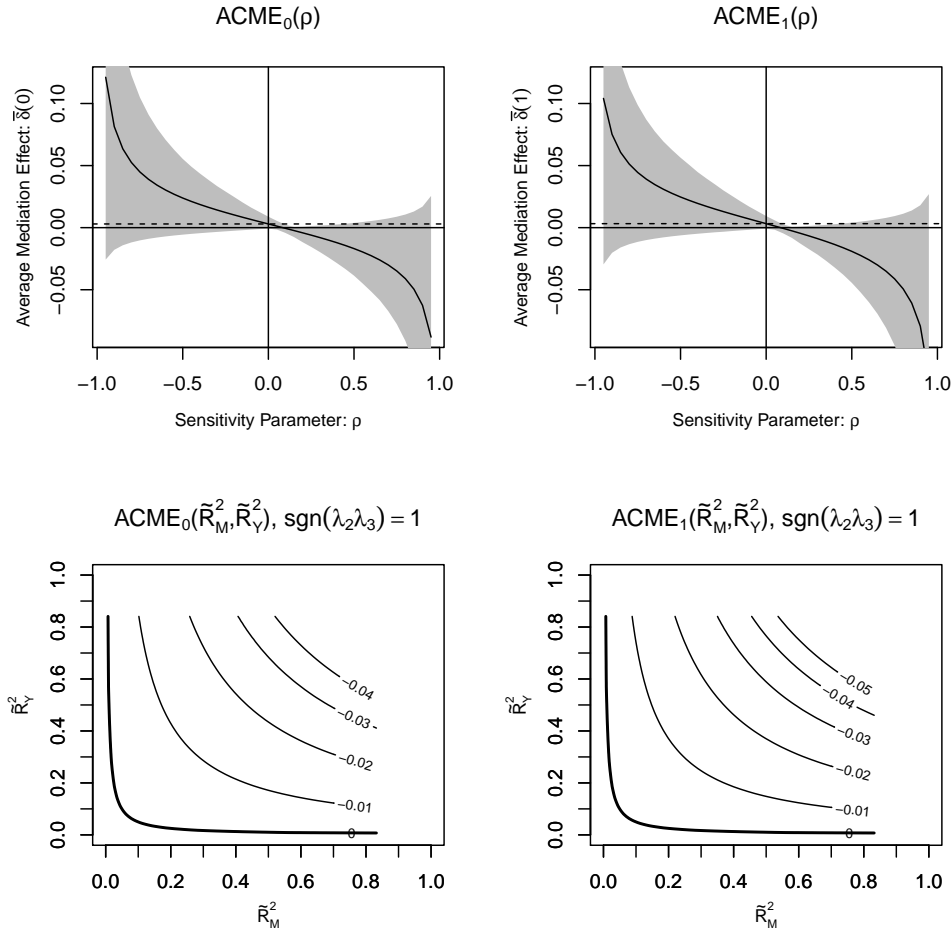 ACME₀(ρ)
Average Mediation Effect: δ̅(0)
0.10
0.05
0.00
−0.05
−1.0 −0.5 0.0 0.5 1.0
Sensitivity Parameter: ρ
ACME₁(ρ)
Average Mediation Effect: δ̅(1)
0.10
0.05
0.00
−0.05
−1.0 −0.5 0.0 0.5 1.0
Sensitivity Parameter: ρ
ACME₀(R̃²_M,R̃²_Y), sgn(λ₂λ₃) = 1
R̃²_Y
1.0
0.8
0.6
0.4
0.2
0.0
−0.04
−0.03
−0.02
−0.01
0
0.0 0.2 0.4 0.6 0.8 1.0
R̃²_M
ACME₁(R̃²_M,R̃²_Y), sgn(λ₂λ₃) = 1
R̃²_Y
1.0
0.8
0.6
0.4
0.2
0.0
−0.05
−0.04
−0.03
−0.02
−0.01
0
0.0 0.2 0.4 0.6 0.8 1.0
R̃²_M